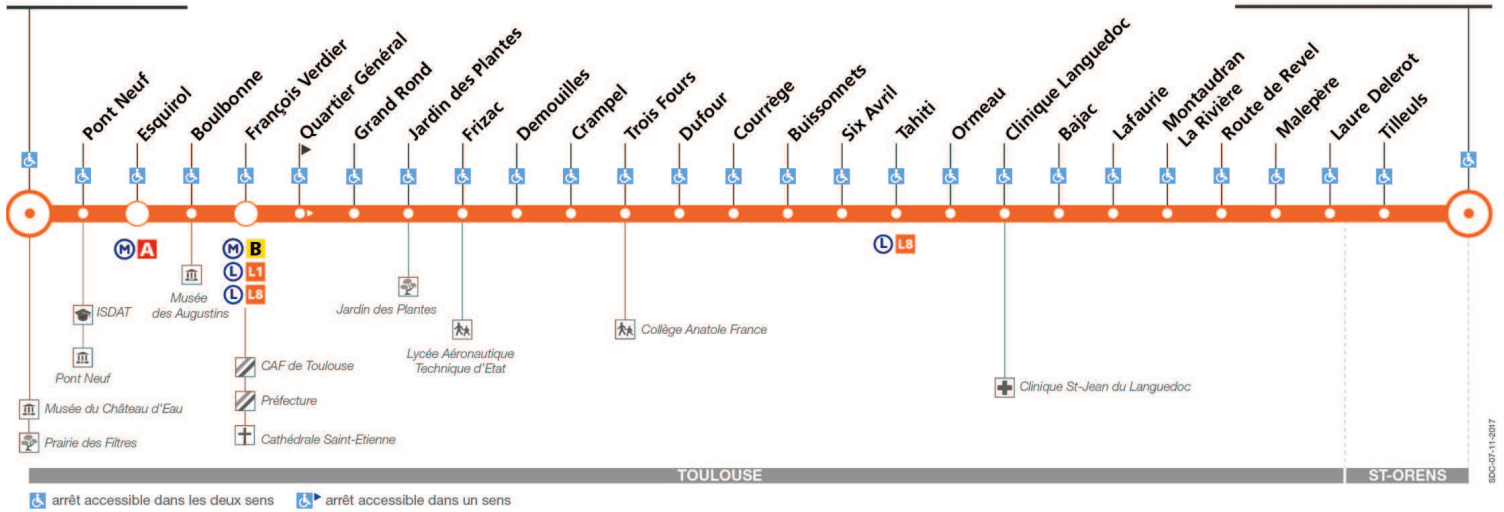 Pont Neuf
Esquirol
Boulbonne
François Verdier
Quartier Général
Grand Rond
Jardin des Plantes
Frizac
Demouilles
Crampel
Trois Fours
Dufour
Courrège
Buissonnets
Six Avril
Tahiti
Ormeau
Clinique Languedoc
Bajac
Lafaurie
Montaudran
La Rivière
Route de Revel
Malepère
Laure Delerot
Tilleuls
M A
M B
L L1
L L8
L L8
Musée
des Augustins
ISDAT
Pont Neuf
Musée du Château d'Eau
Prairie des Filtres
CAF de Toulouse
Préfecture
Cathédrale Saint-Etienne
Jardin des Plantes
Lycée Aéronautique
Technique d'Etat
Collège Anatole France
Clinique St-Jean du Languedoc
TOULOUSE
ST-ORENS
SDC-07-11-2017
arrêt accessible dans les deux sens
arrêt accessible dans un sens